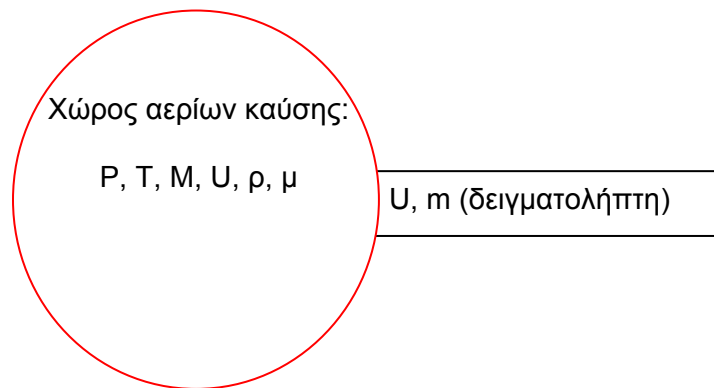 Χώρος αερίων καύσης:
P, T, M, U, ρ, μ
U, m (δειγματολήπτη)